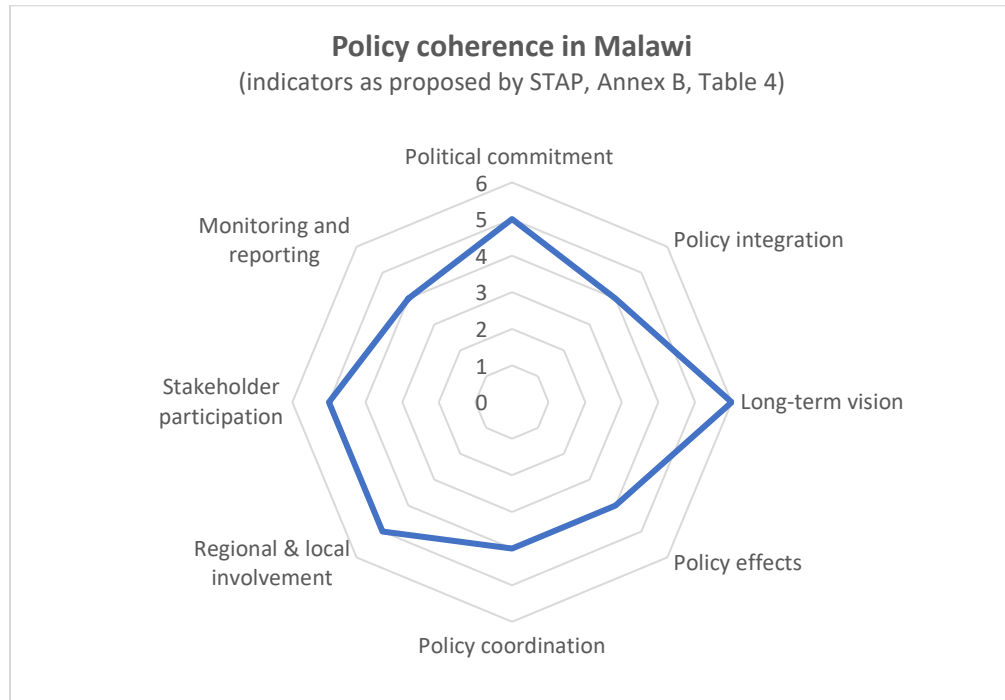 Policy coherence in Malawi
(indicators as proposed by STAP, Annex B, Table 4)
Political commitment
6
5
4
3
2
1
0
Policy integration
Long-term vision
Policy effects
Policy coordination
Regional & local
involvement
Stakeholder
participation
Monitoring and
reporting